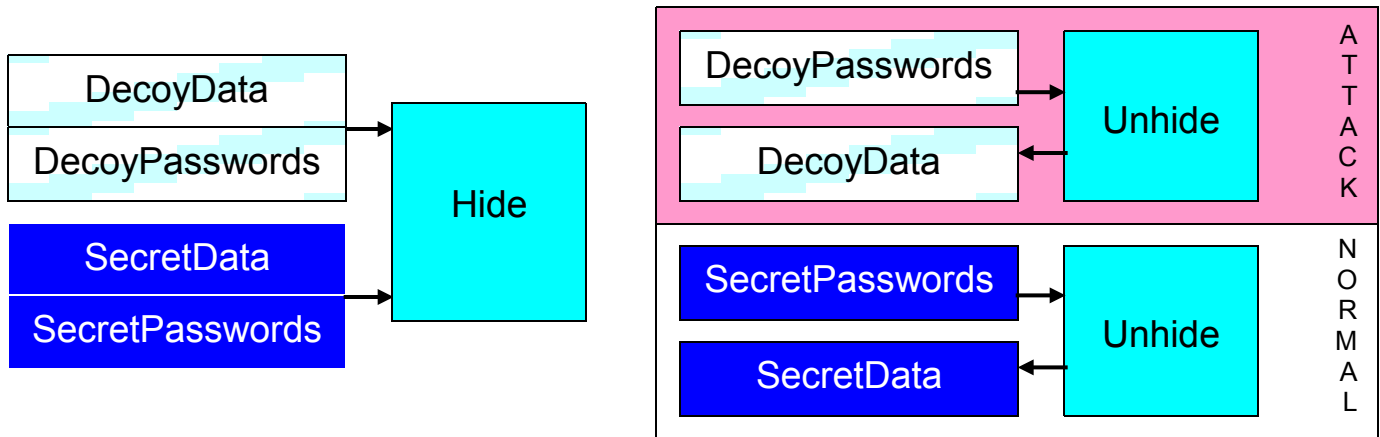 DecoyData
DecoyPasswords
SecretData
SecretPasswords
Hide
DecoyPasswords
DecoyData
Unhide
ATTACK
SecretPasswords
SecretData
Unhide
NORMAL